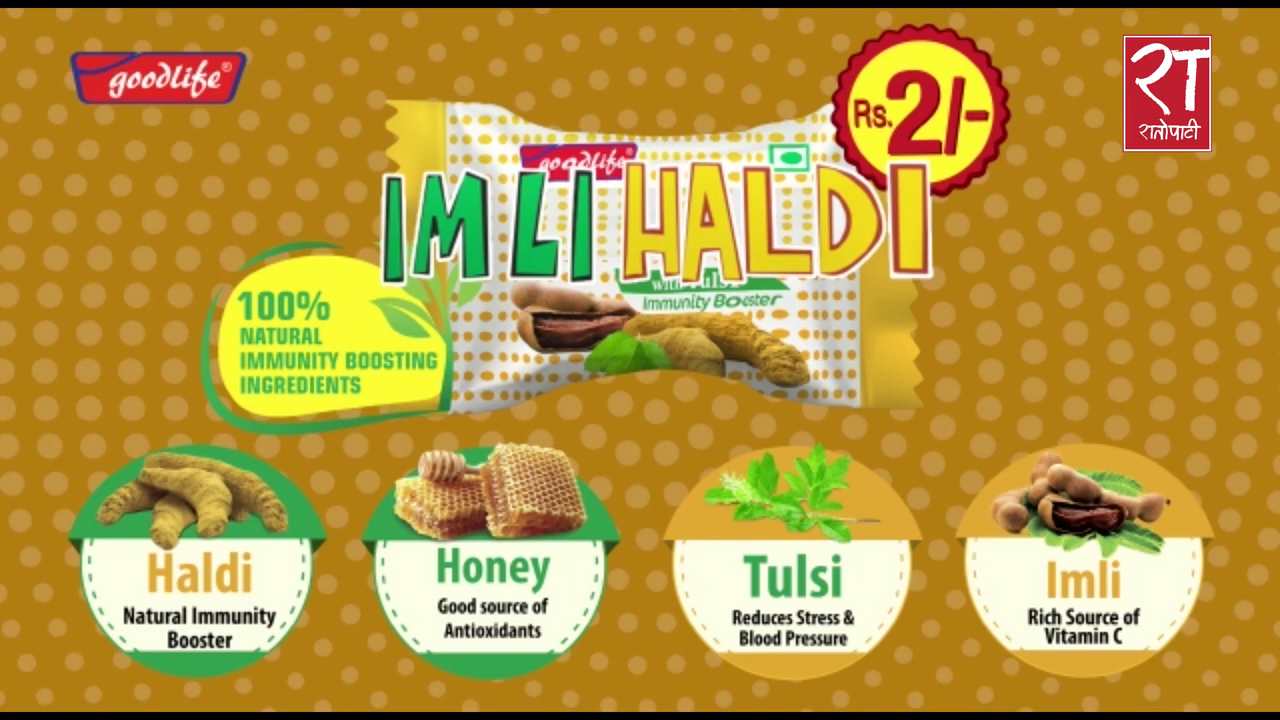 goodlife®
Rs. 2/-
रा
रातोपाटी
goodlife®
IMLI HALDI
Immunity Booster
100%
NATURAL
IMMUNITY BOOSTING
INGREDIENTS
Haldi
Natural Immunity
Booster
Honey
Good source of
Antioxidants
Tulsi
Reduces Stress &
Blood Pressure
Imli
Rich Source of
Vitamin C